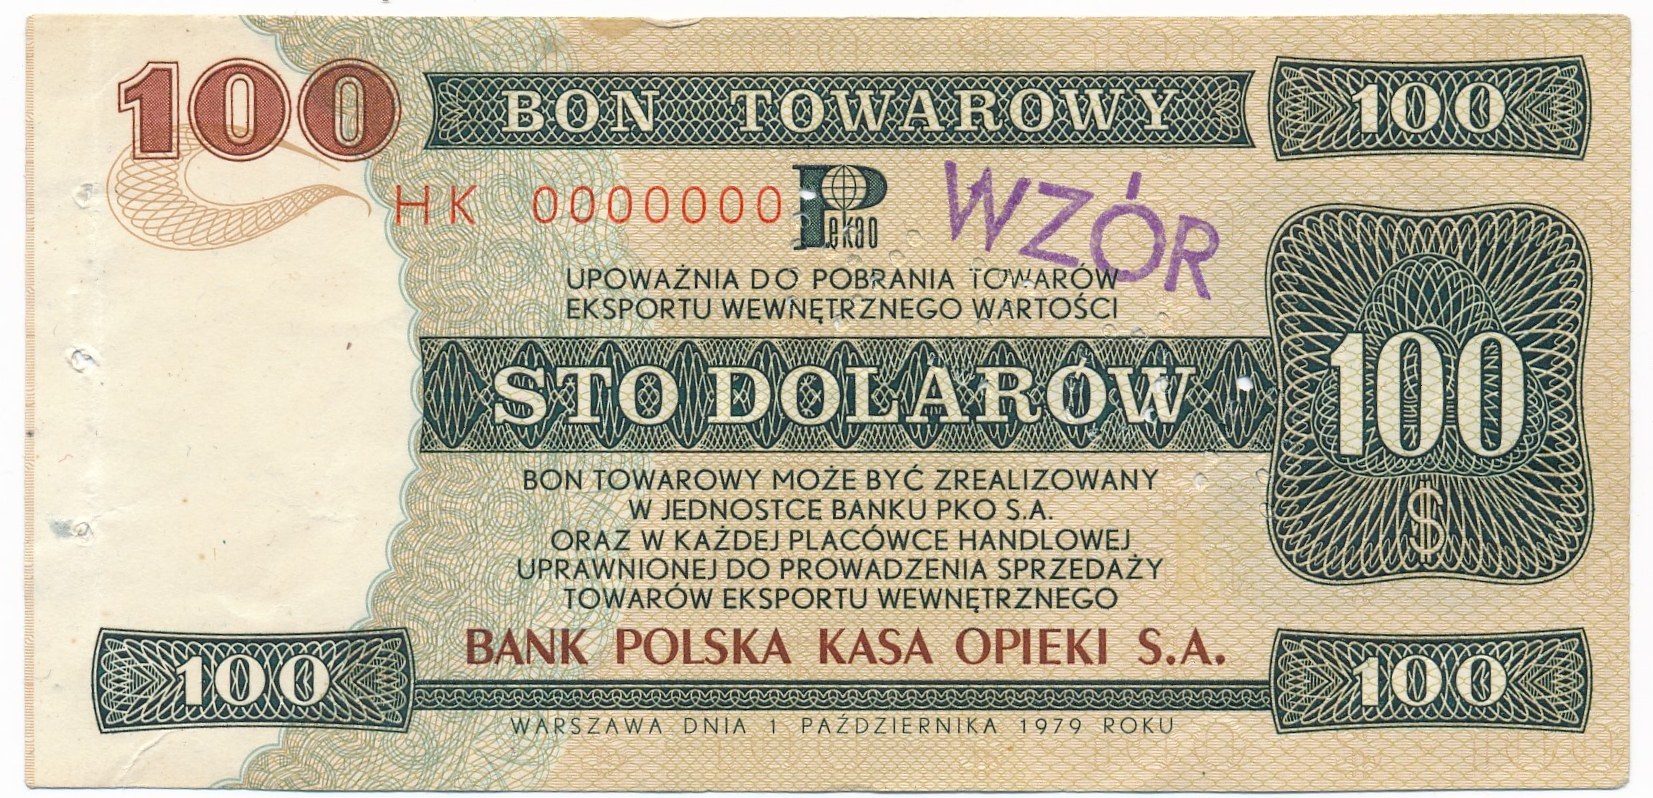 100
BON TOWAROWY
100
HK 0000000
Pekao
WZÓR
UPOWAŻNIA DO POBRANIA TOWARÓW
EKSPORTU WEWNĘTRZNEGO WARTOŚCI
STO DOLARÓW
100
$
BON TOWAROWY MOŻE BYĆ ZREALIZOWANY
W JEDNOSTCE BANKU PKO S.A.
ORAZ W KAŻDEJ PLACÓWCE HANDLOWEJ
UPRAWNIONEJ DO PROWADZENIA SPRZEDAŻY
TOWARÓW EKSPORTU WEWNĘTRZNEGO
BANK POLSKA KASA OPIEKI S.A.
100
100
WARSZAWA DNIA 1 PAŹDZIERNIKA 1979 ROKU